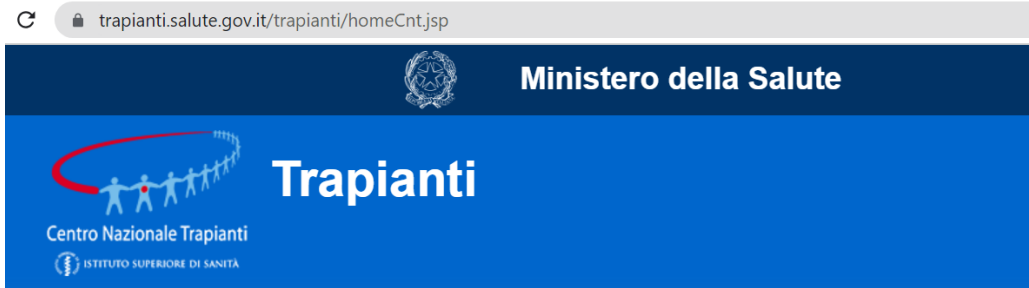 trapianti.salute.gov.it/trapianti/homeCnt.jsp
Ministero della Salute
Trapianti
Centro Nazionale Trapianti
ISTITUTO SUPERIORE DI SANITÀ